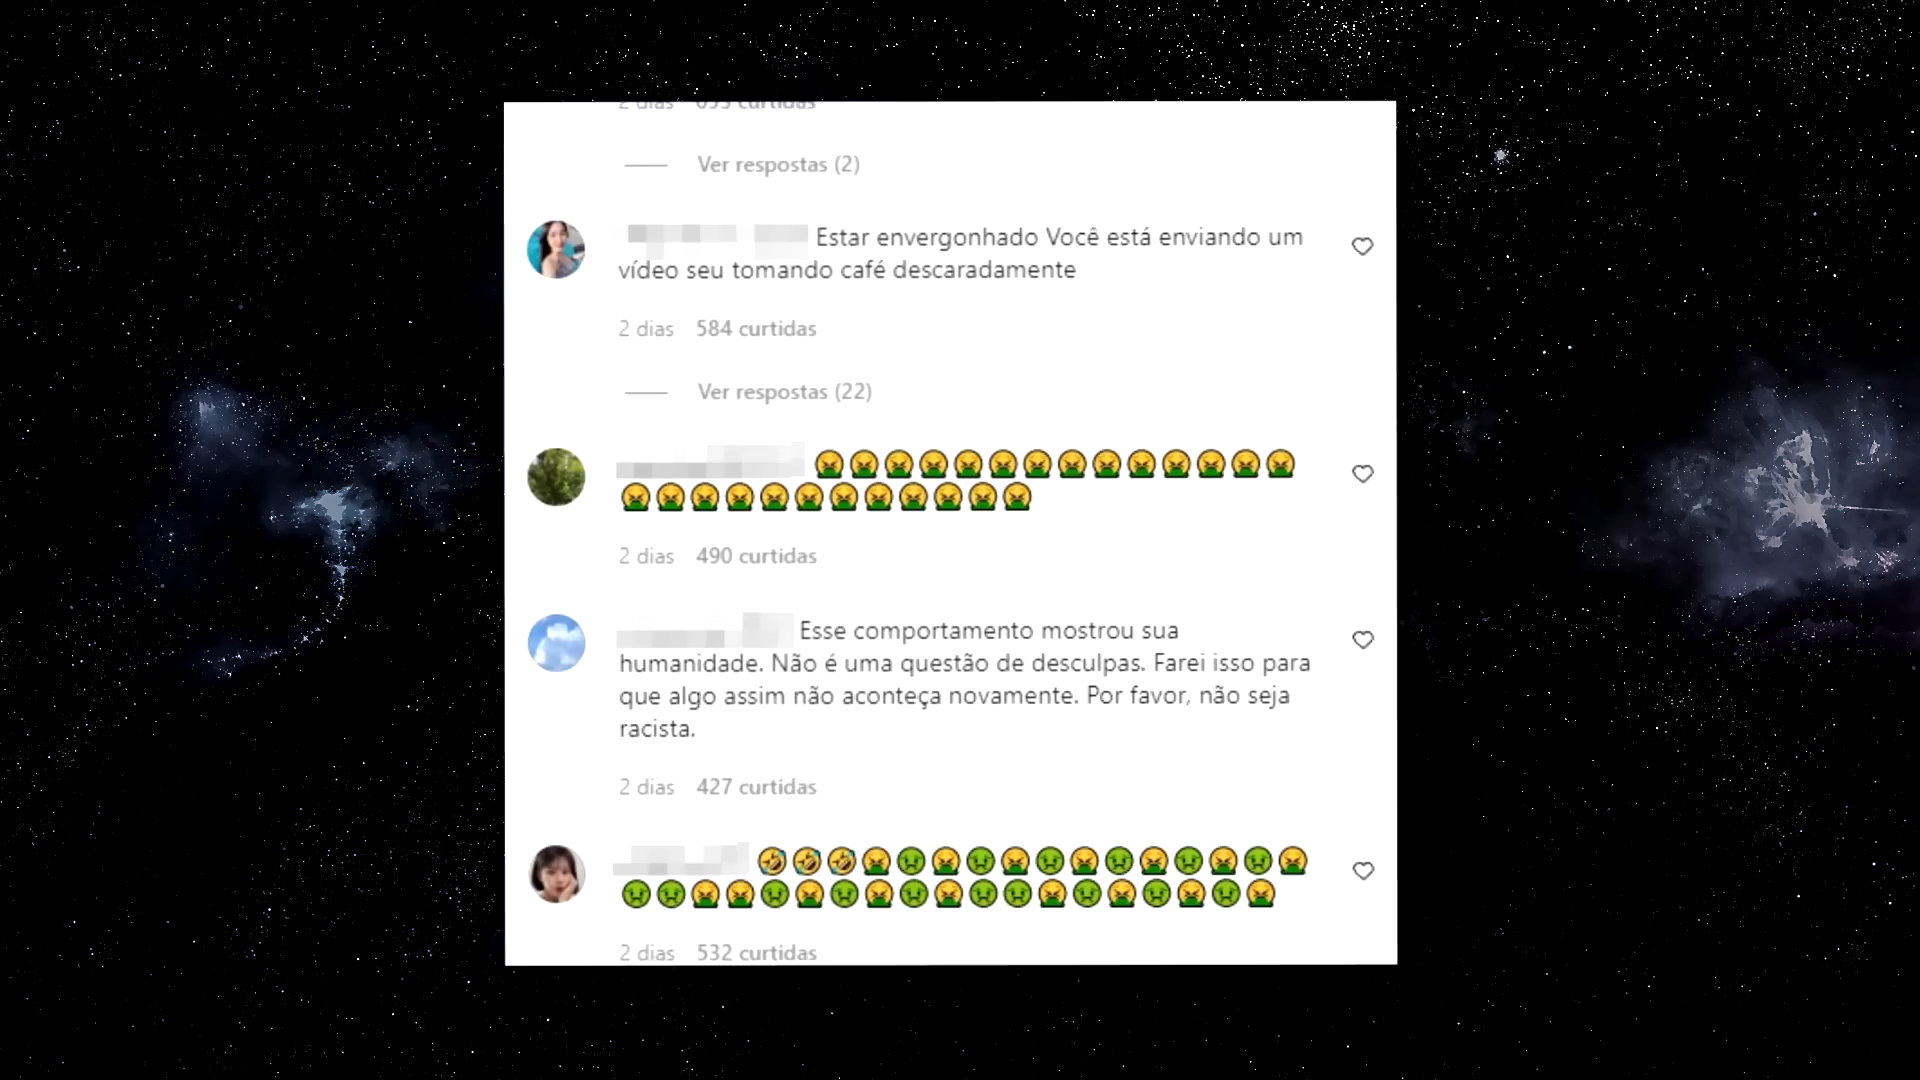 2 dias 693 curtidas
Ver respostas (2)
Estar envergonhado Você está enviando um
vídeo seu tomando café descaradamente
2 dias 584 curtidas
Ver respostas (22)
2 dias 490 curtidas
Esse comportamento mostrou sua
humanidade. Não é uma questão de desculpas. Farei isso para
que algo assim não aconteça novamente. Por favor, não seja
racista.
2 dias 427 curtidas
2 dias 532 curtidas